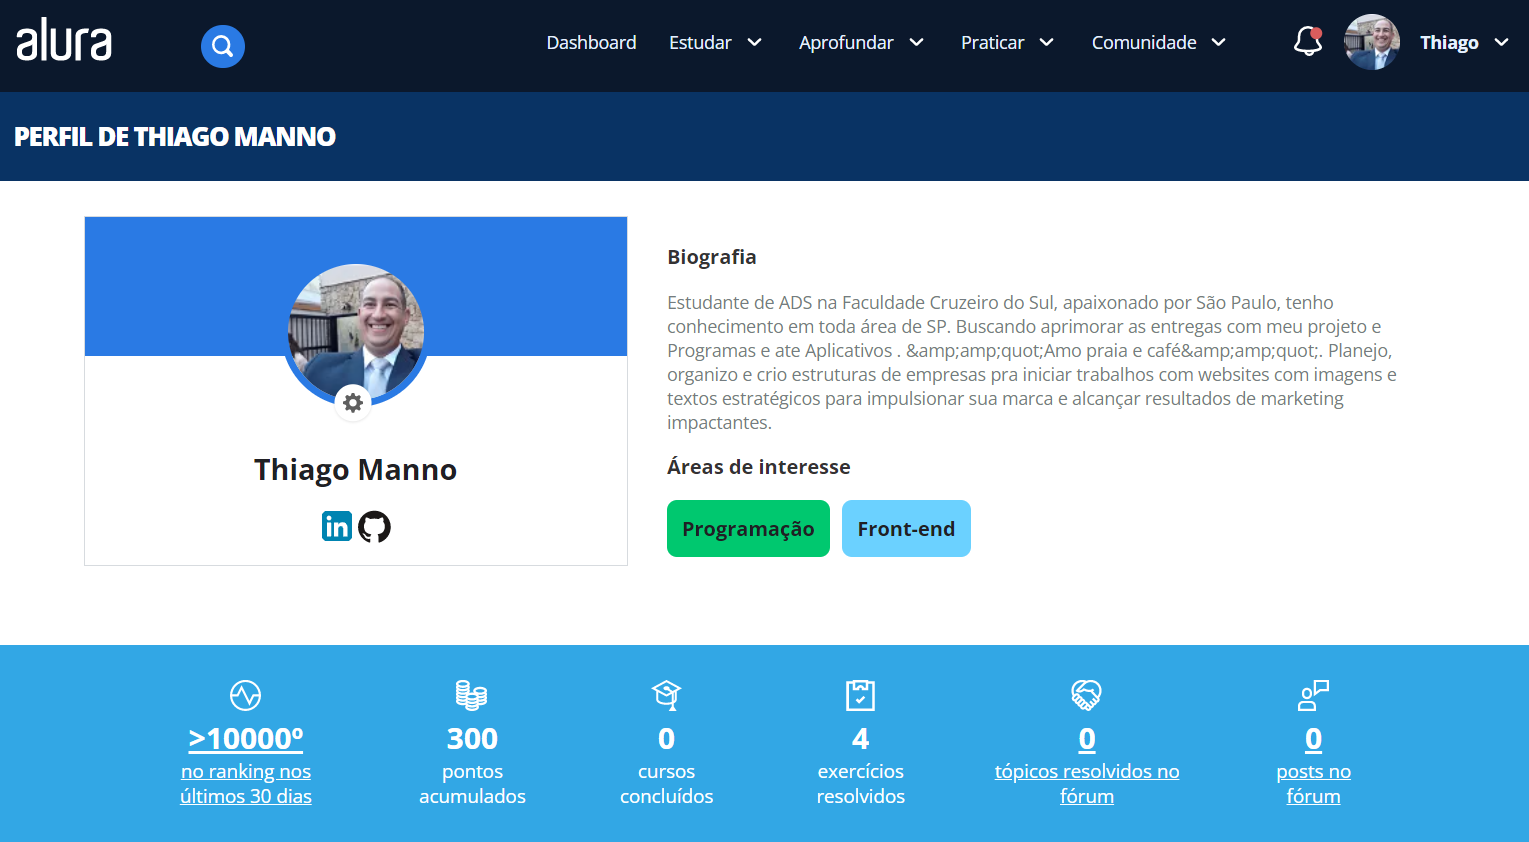 alura
Dashboard Estudar Aprofundar Praticar Comunidade Thiago
PERFIL DE THIAGO MANNO
Thiago Manno
in
Biografia
Estudante de ADS na Faculdade Cruzeiro do Sul, apaixonado por São Paulo, tenho
conhecimento em toda área de SP. Buscando aprimorar as entregas com meu projeto e
Programas e ate Aplicativos . &amp;amp;quot;Amo praia e café&amp;amp;quot;. Planejo,
organizo e crio estruturas de empresas pra iniciar trabalhos com websites com imagens e
textos estratégicos para impulsionar sua marca e alcançar resultados de marketing
impactantes.
Áreas de interesse
Programação Front-end
>10000º
no ranking nos
últimos 30 dias
300
pontos
acumulados
0
cursos
concluídos
4
exercícios
resolvidos
0
tópicos resolvidos no
fórum
0
posts no
fórum